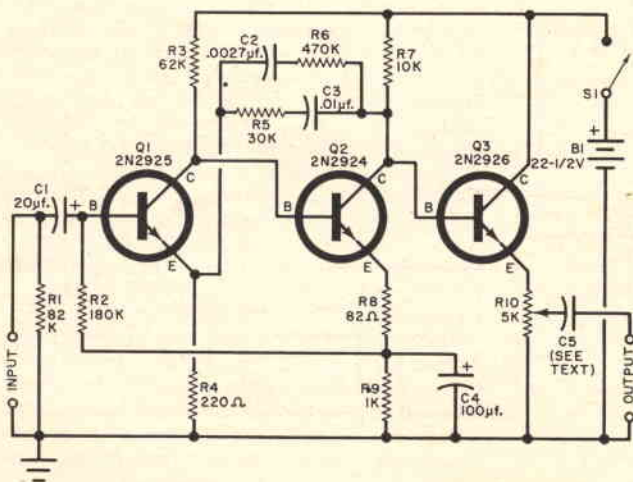 R3
62K
C2
.0027µf.
R6
470K
R7
10K
C3
.01µf.
R5
30K
S1
Q1
2N2925
Q2
2N2924
Q3
2N2926
+
B1
22-1/2V
C1
20µf.
+
B
C
E
B
C
E
B
C
E
R1
82
K
R2
180K
R8
82Ω
R10
5K
C5
(SEE
TEXT)
INPUT
OUTPUT
R4
220Ω
R9
1K
+
C4
100µf.